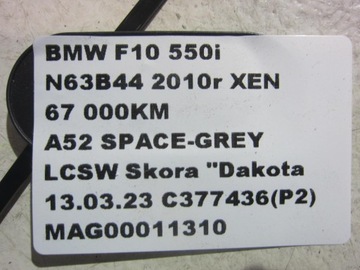 BMW F10 550i
N63B44 2010r XEN
67 000KM
A52 SPACE-GREY
LCSW Skora "Dakota
13.03.23 C377436(P2)
MAG00011310